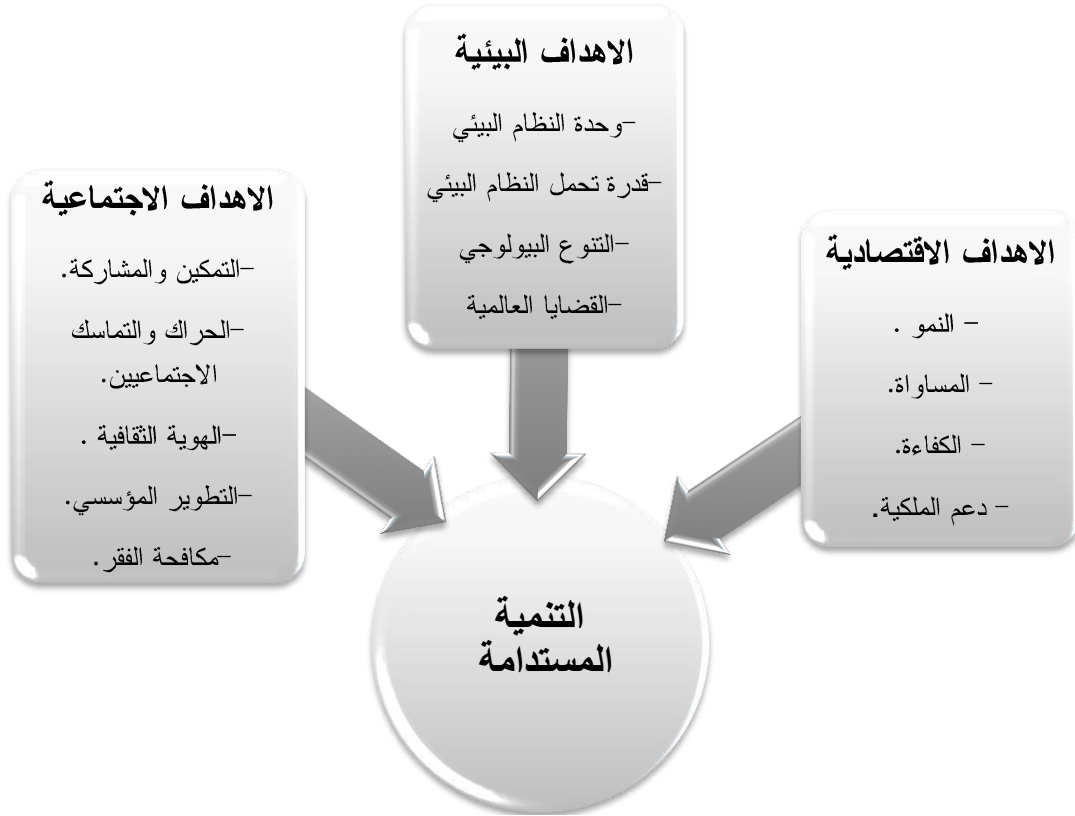 الاهداف الاقتصادية
- النمو .
- المساواة.
- الكفاءة.
- دعم الملكية.
الاهداف البيئية
-وحدة النظام البيئي
-قدرة تحمل النظام البيئي
-التنوع البيولوجي
-القضايا العالمية
الاهداف الاجتماعية
-التمكين والمشاركة.
-الحراك والتماسك
الاجتماعيين.
-الهوية الثقافية .
-التطوير المؤسسي.
-مكافحة الفقر.
التنمية
المستدامة